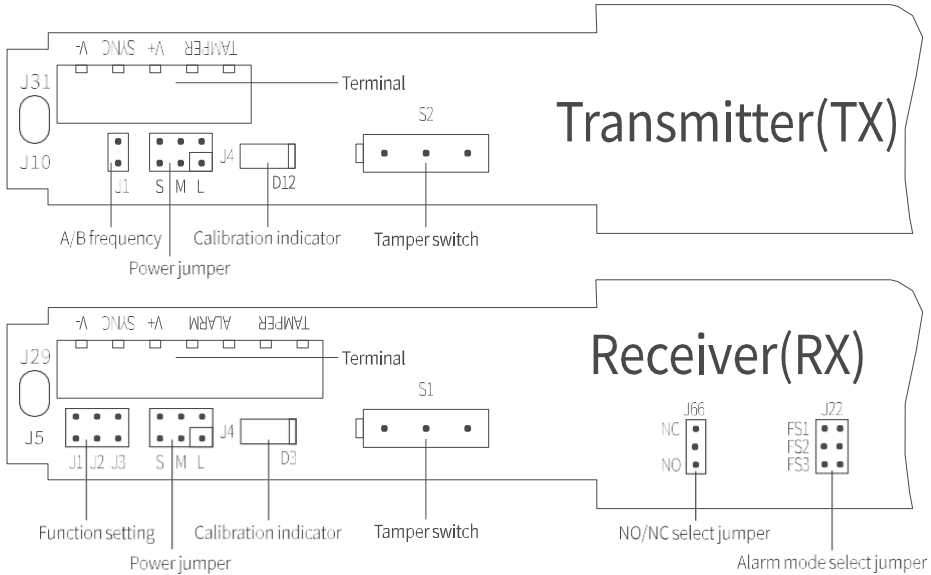 V- SYNC V+ TAMPER
J31
Terminal
S2
Transmitter(TX)
J10
J1
J4
S M L
D12
A/B frequency
Calibration indicator
Tamper switch
Power jumper
V- SYNC V+ ALARM TAMPER
J29
Terminal
Receiver(RX)
S1
J66
J22
NC
FS1
FS2
NO
FS3
J5
J4
J1 J2 J3
S M L
D3
Function setting
Calibration indicator
Tamper switch
NO/NC select jumper
Power jumper
Alarm mode select jumper